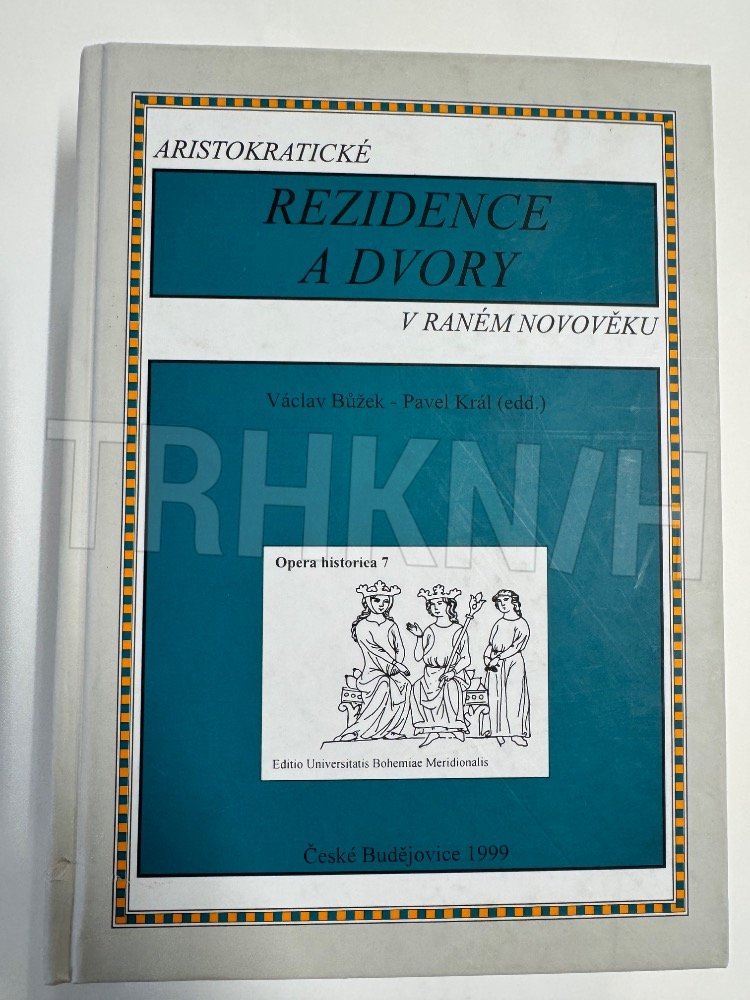 ARISTOKRATICKÉ
REZIDENCE
A DVORY
V RANÉM NOVOVĚKU
Václav Bůžek - Pavel Král (edd.)
TRHKN/H
Opera historica 7
Editio Universitatis Bohemiae Meridionalis
České Budějovice 1999